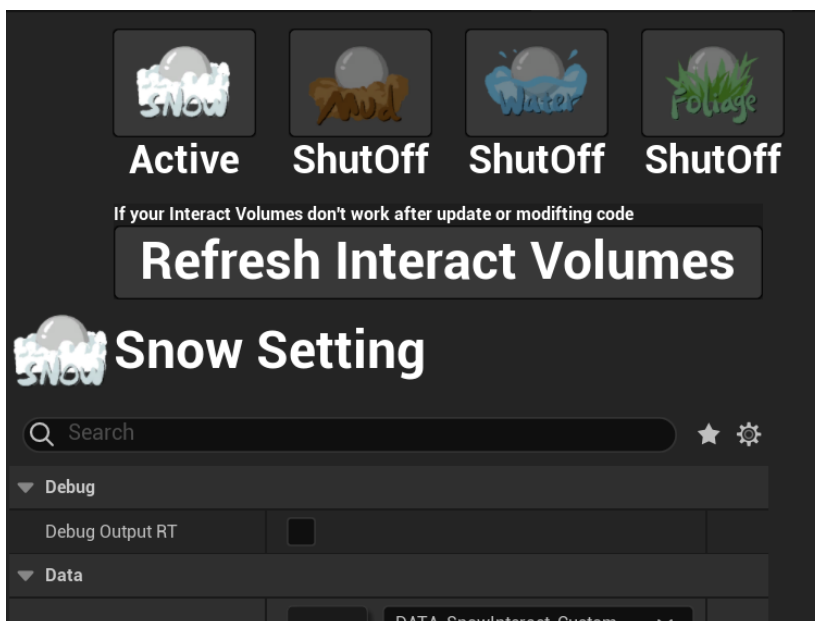 SNOW Mud Water Foliage
Active ShutOff ShutOff ShutOff
If your Interact Volumes don't work after update or modifting code
Refresh Interact Volumes
SNOW Snow Setting
Search
Debug
Debug Output RT
Data
DATA_SnowInteract_Custom